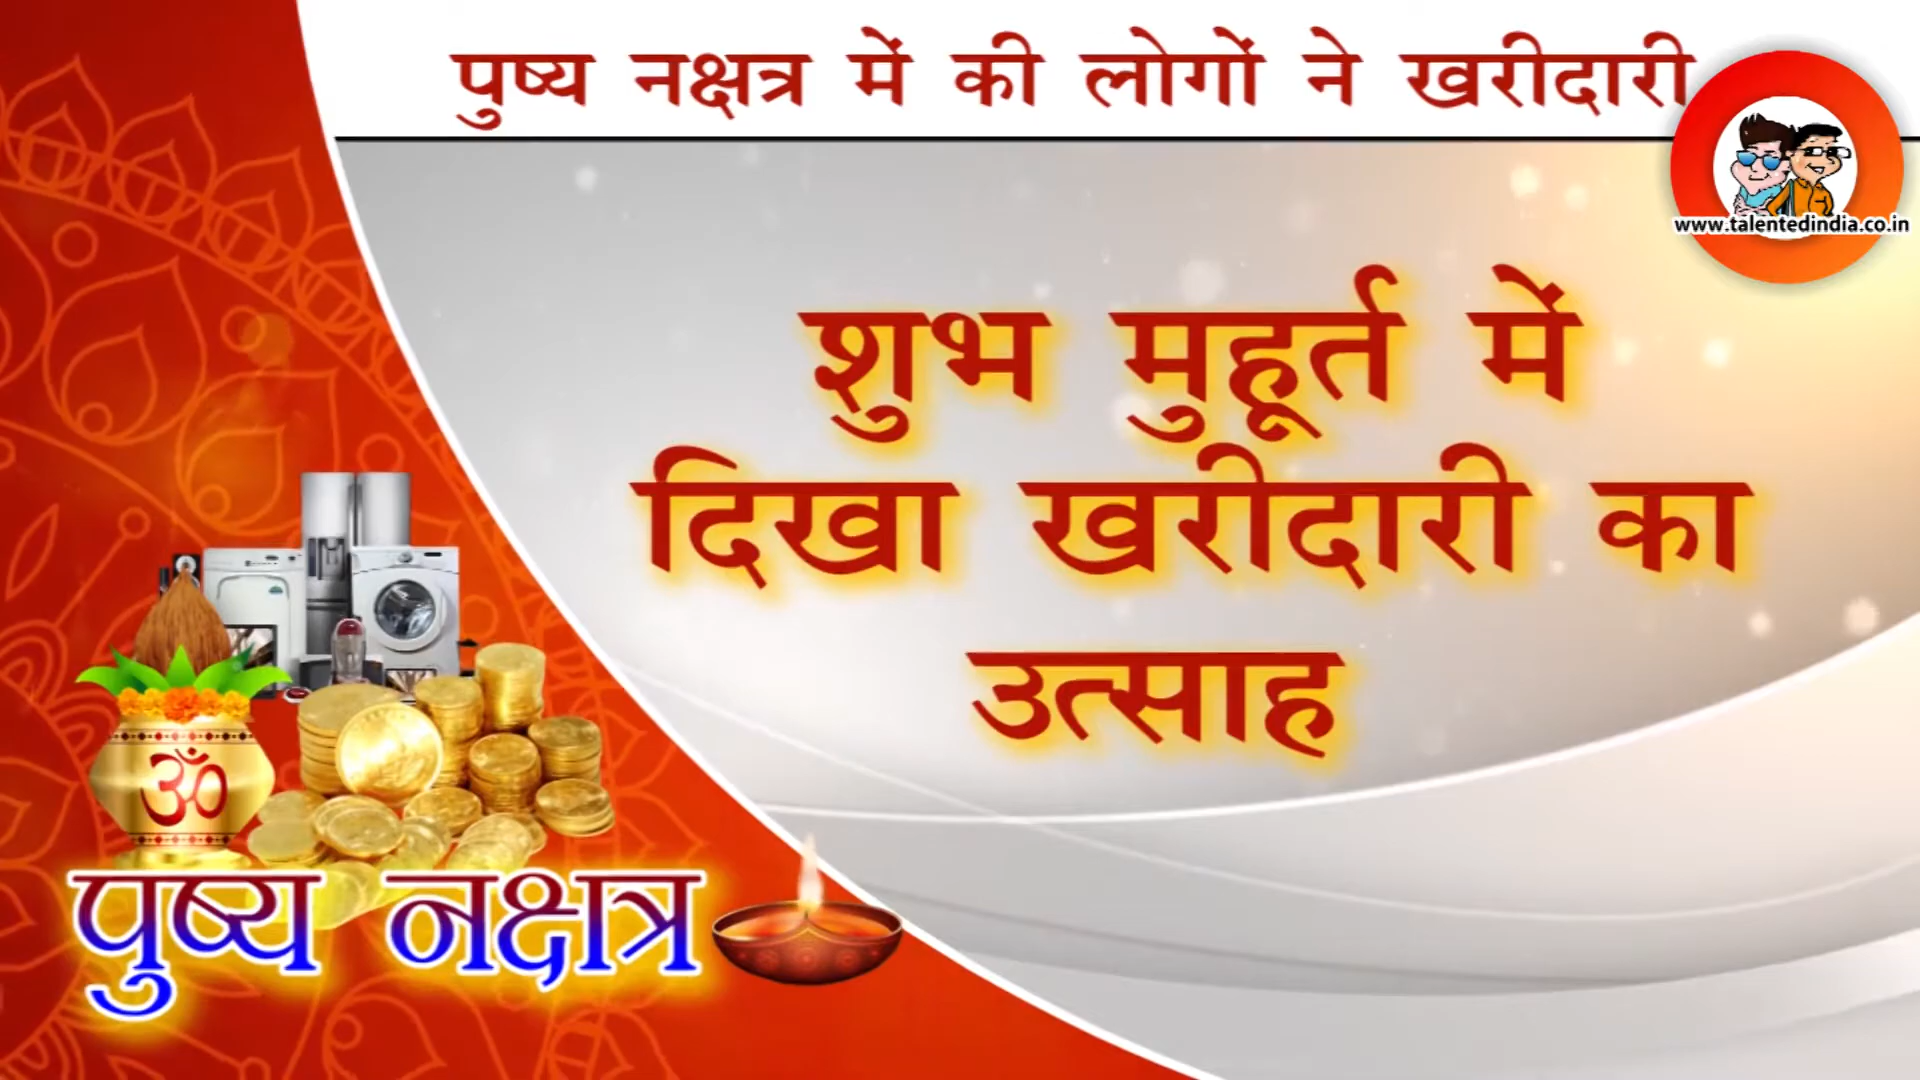 पुष्य नक्षत्र में की लोगों ने खरीदारी
www.talentedindia.co.in
शुभ मुहूर्त में
दिखा खरीदारी का
उत्साह
ॐ
पुष्य नक्षत्र